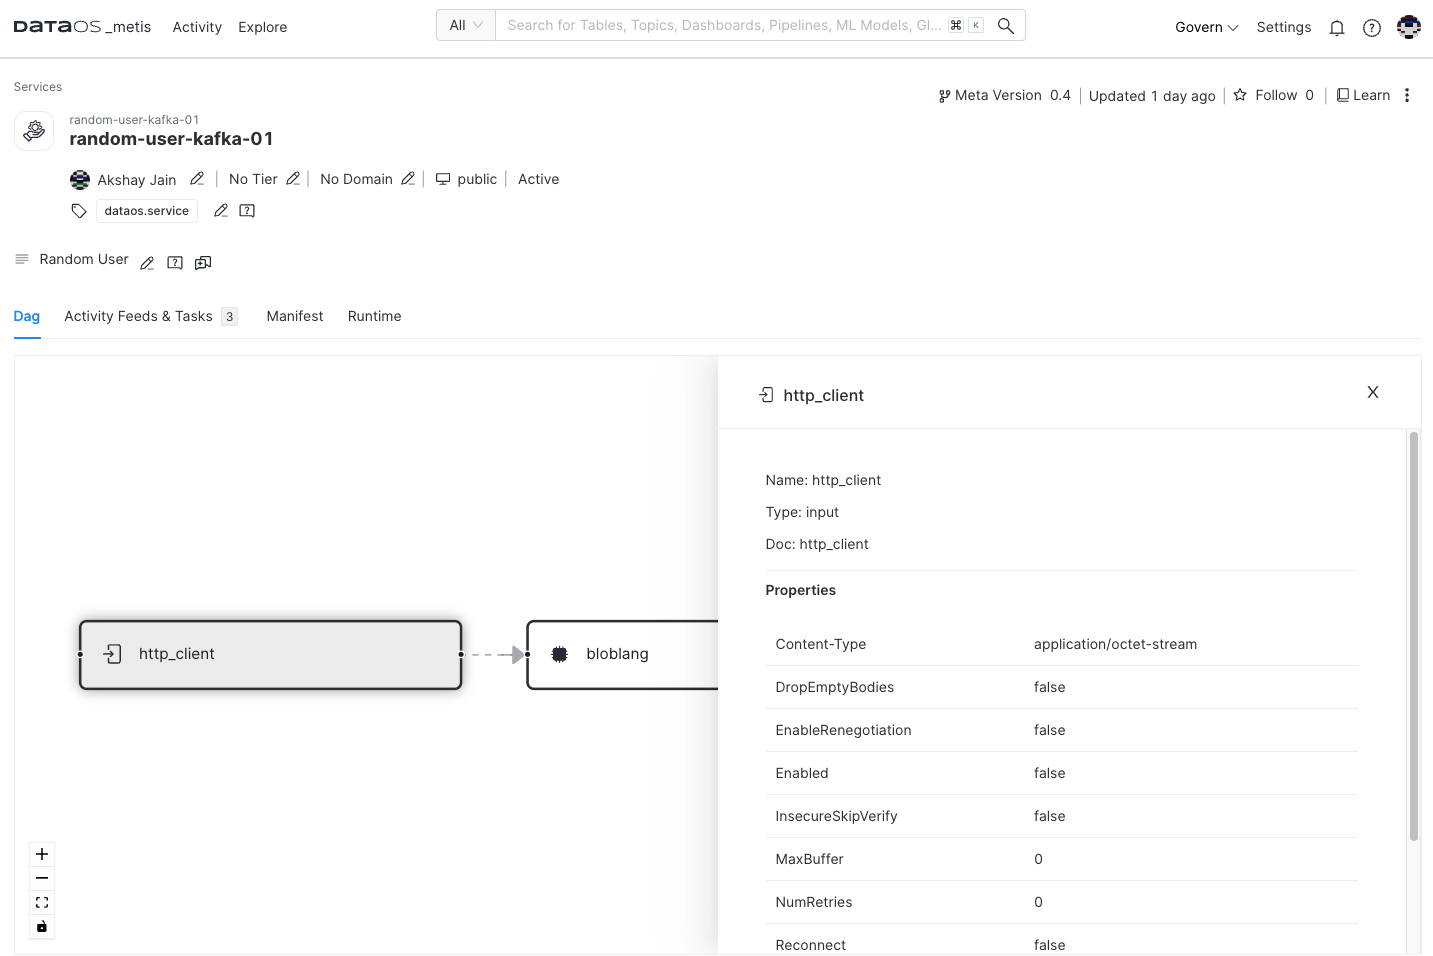 DATAOS _metis Activity Explore All Search for Tables, Topics, Dashboards, Pipelines, ML Models, Gl... ⌘ K Govern Settings
Services
Meta Version 0.4 Updated 1 day ago Follow 0 Learn
random-user-kafka-01
random-user-kafka-01
Akshay Jain No Tier No Domain public Active
dataos.service
Random User
Dag Activity Feeds & Tasks 3 Manifest Runtime
http_client X
Name: http_client
Type: input
Doc: http_client
Properties
Content-Type application/octet-stream
http_client bloblang
DropEmptyBodies false
EnableRenegotiation false
Enabled false
InsecureSkipVerify false
MaxBuffer 0
NumRetries 0
Reconnect false